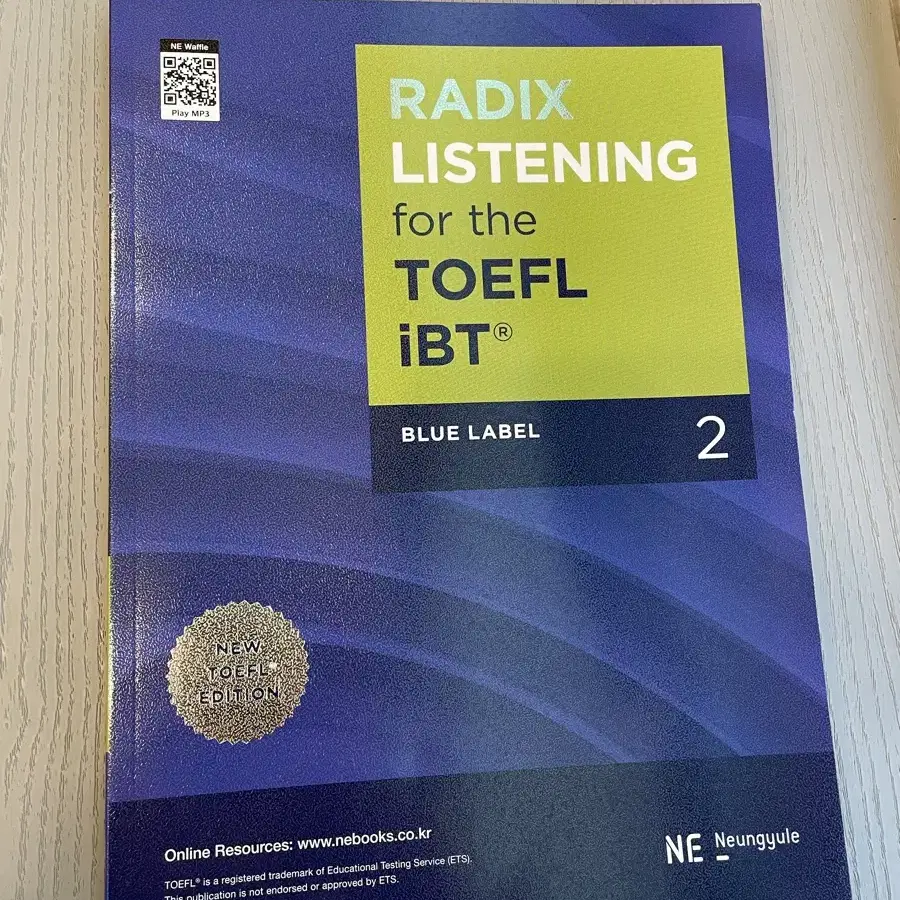 NE Waffle
Play MP3
RADIX
LISTENING
for the
TOEFL
iBT®
BLUE LABEL
2
NEW
TOEFL®
EDITION
Online Resources: www.nebooks.co.kr
TOEFL® is a registered trademark of Educational Testing Service (ETS).
This publication is not endorsed or approved by ETS.
NE Neungyule